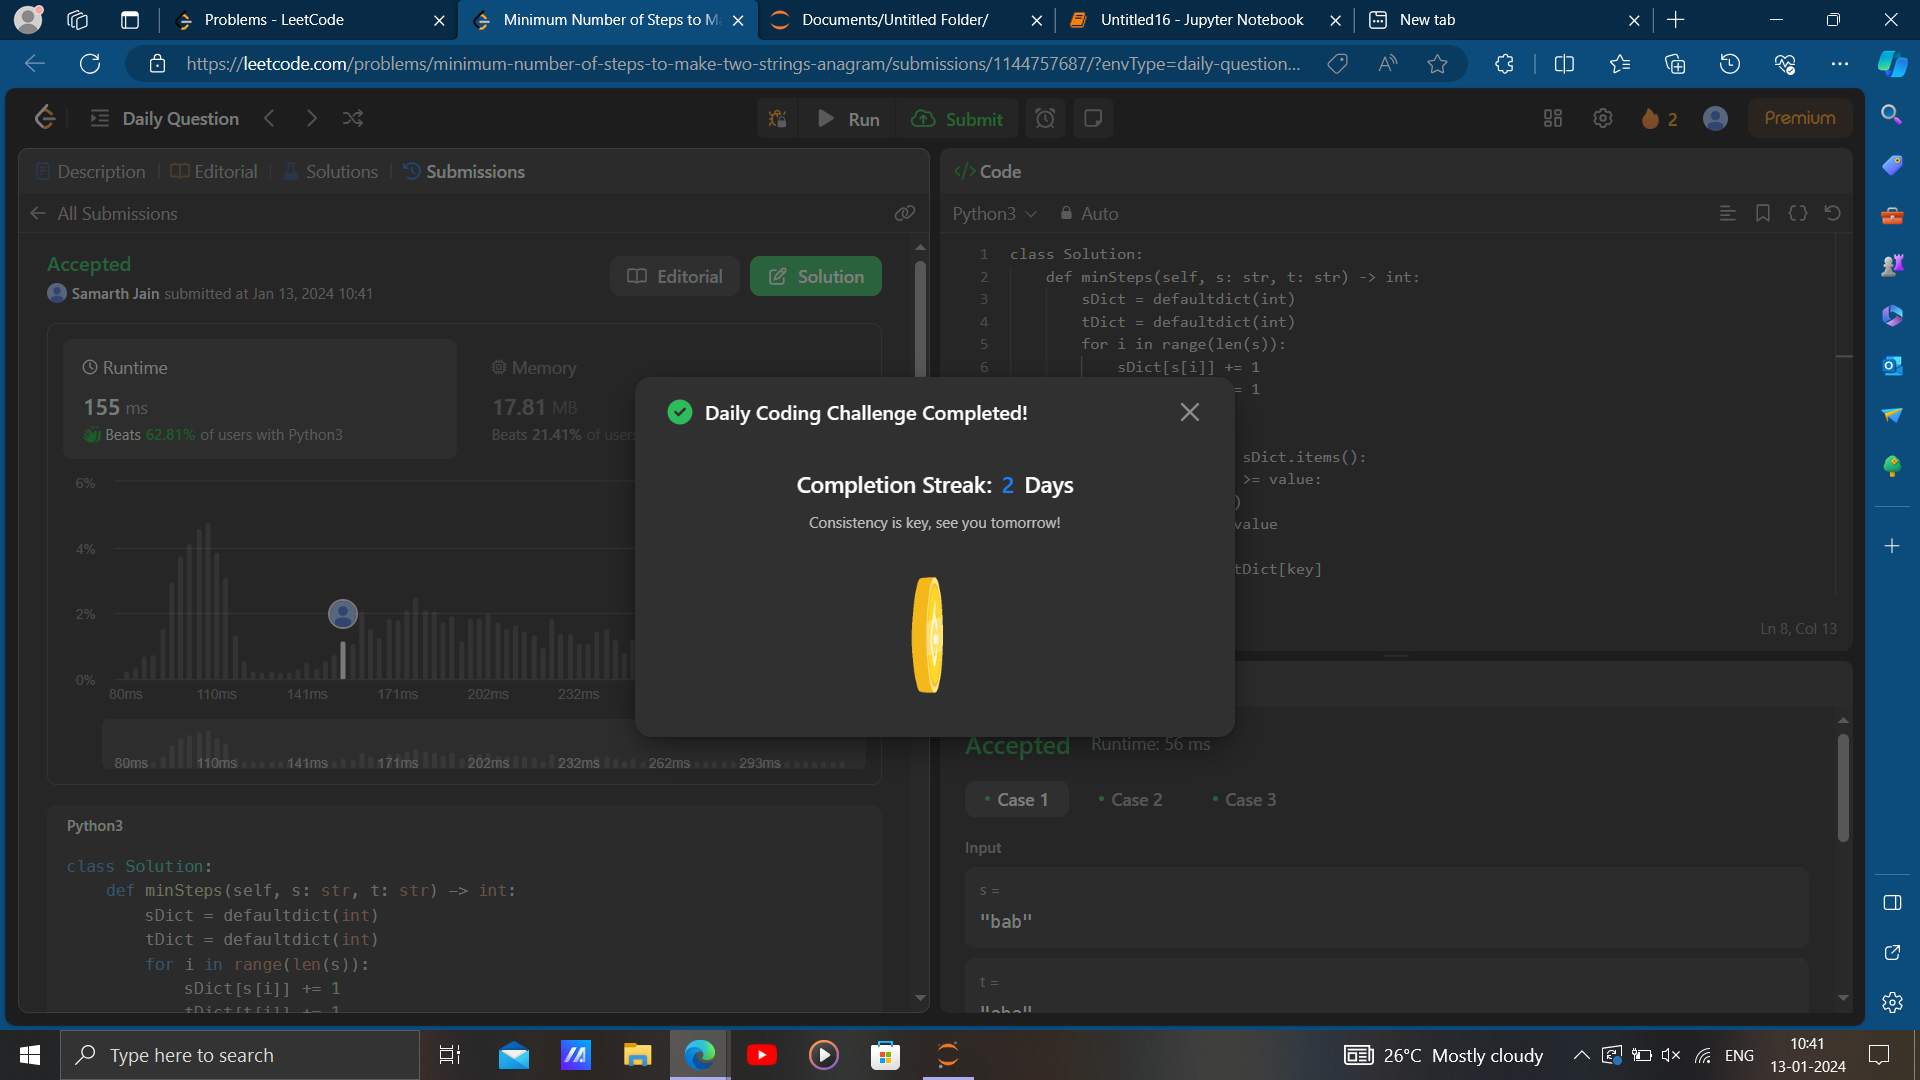 Problems - LeetCode
Minimum Number of Steps to M
Documents/Untitled Folder/
Untitled16 - Jupyter Notebook
New tab
https://leetcode.com/problems/minimum-number-of-steps-to-make-two-strings-anagram/submissions/1144757687/?envType=daily-question...
Daily Question
Run
Submit
2
Premium
Description
Editorial
Solutions
Submissions
All Submissions
Accepted
Samarth Jain submitted at Jan 13, 2024 10:41
Editorial
Solution
Runtime
155 ms
Beats 62.81% of users with Python3
Memory
17.81 MB
Beats 21.41% of users
6%
4%
2%
0%
80ms 110ms 141ms 171ms 202ms 232ms
80ms 110ms 141ms 171ms 202ms 232ms 262ms 293ms
Python3
class Solution:
def minSteps(self, s: str, t: str) -> int:
sDict = defaultdict(int)
tDict = defaultdict(int)
for i in range(len(s)):
sDict[s[i]] += 1
tDict[t[i]] += 1
Daily Coding Challenge Completed!
Completion Streak: 2 Days
Consistency is key, see you tomorrow!
</> Code
Python3
Auto
1 class Solution:
2 def minSteps(self, s: str, t: str) -> int:
3 sDict = defaultdict(int)
4 tDict = defaultdict(int)
5 for i in range(len(s)):
6 sDict[s[i]] += 1
= 1
sDict.items():
>= value:
)
value
tDict[key]
Ln 8, Col 13
Accepted
Runtime: 56 ms
Case 1
Case 2
Case 3
Input
s =
"bab"
t =
Type here to search
26°C Mostly cloudy
ENG
10:41
13-01-2024